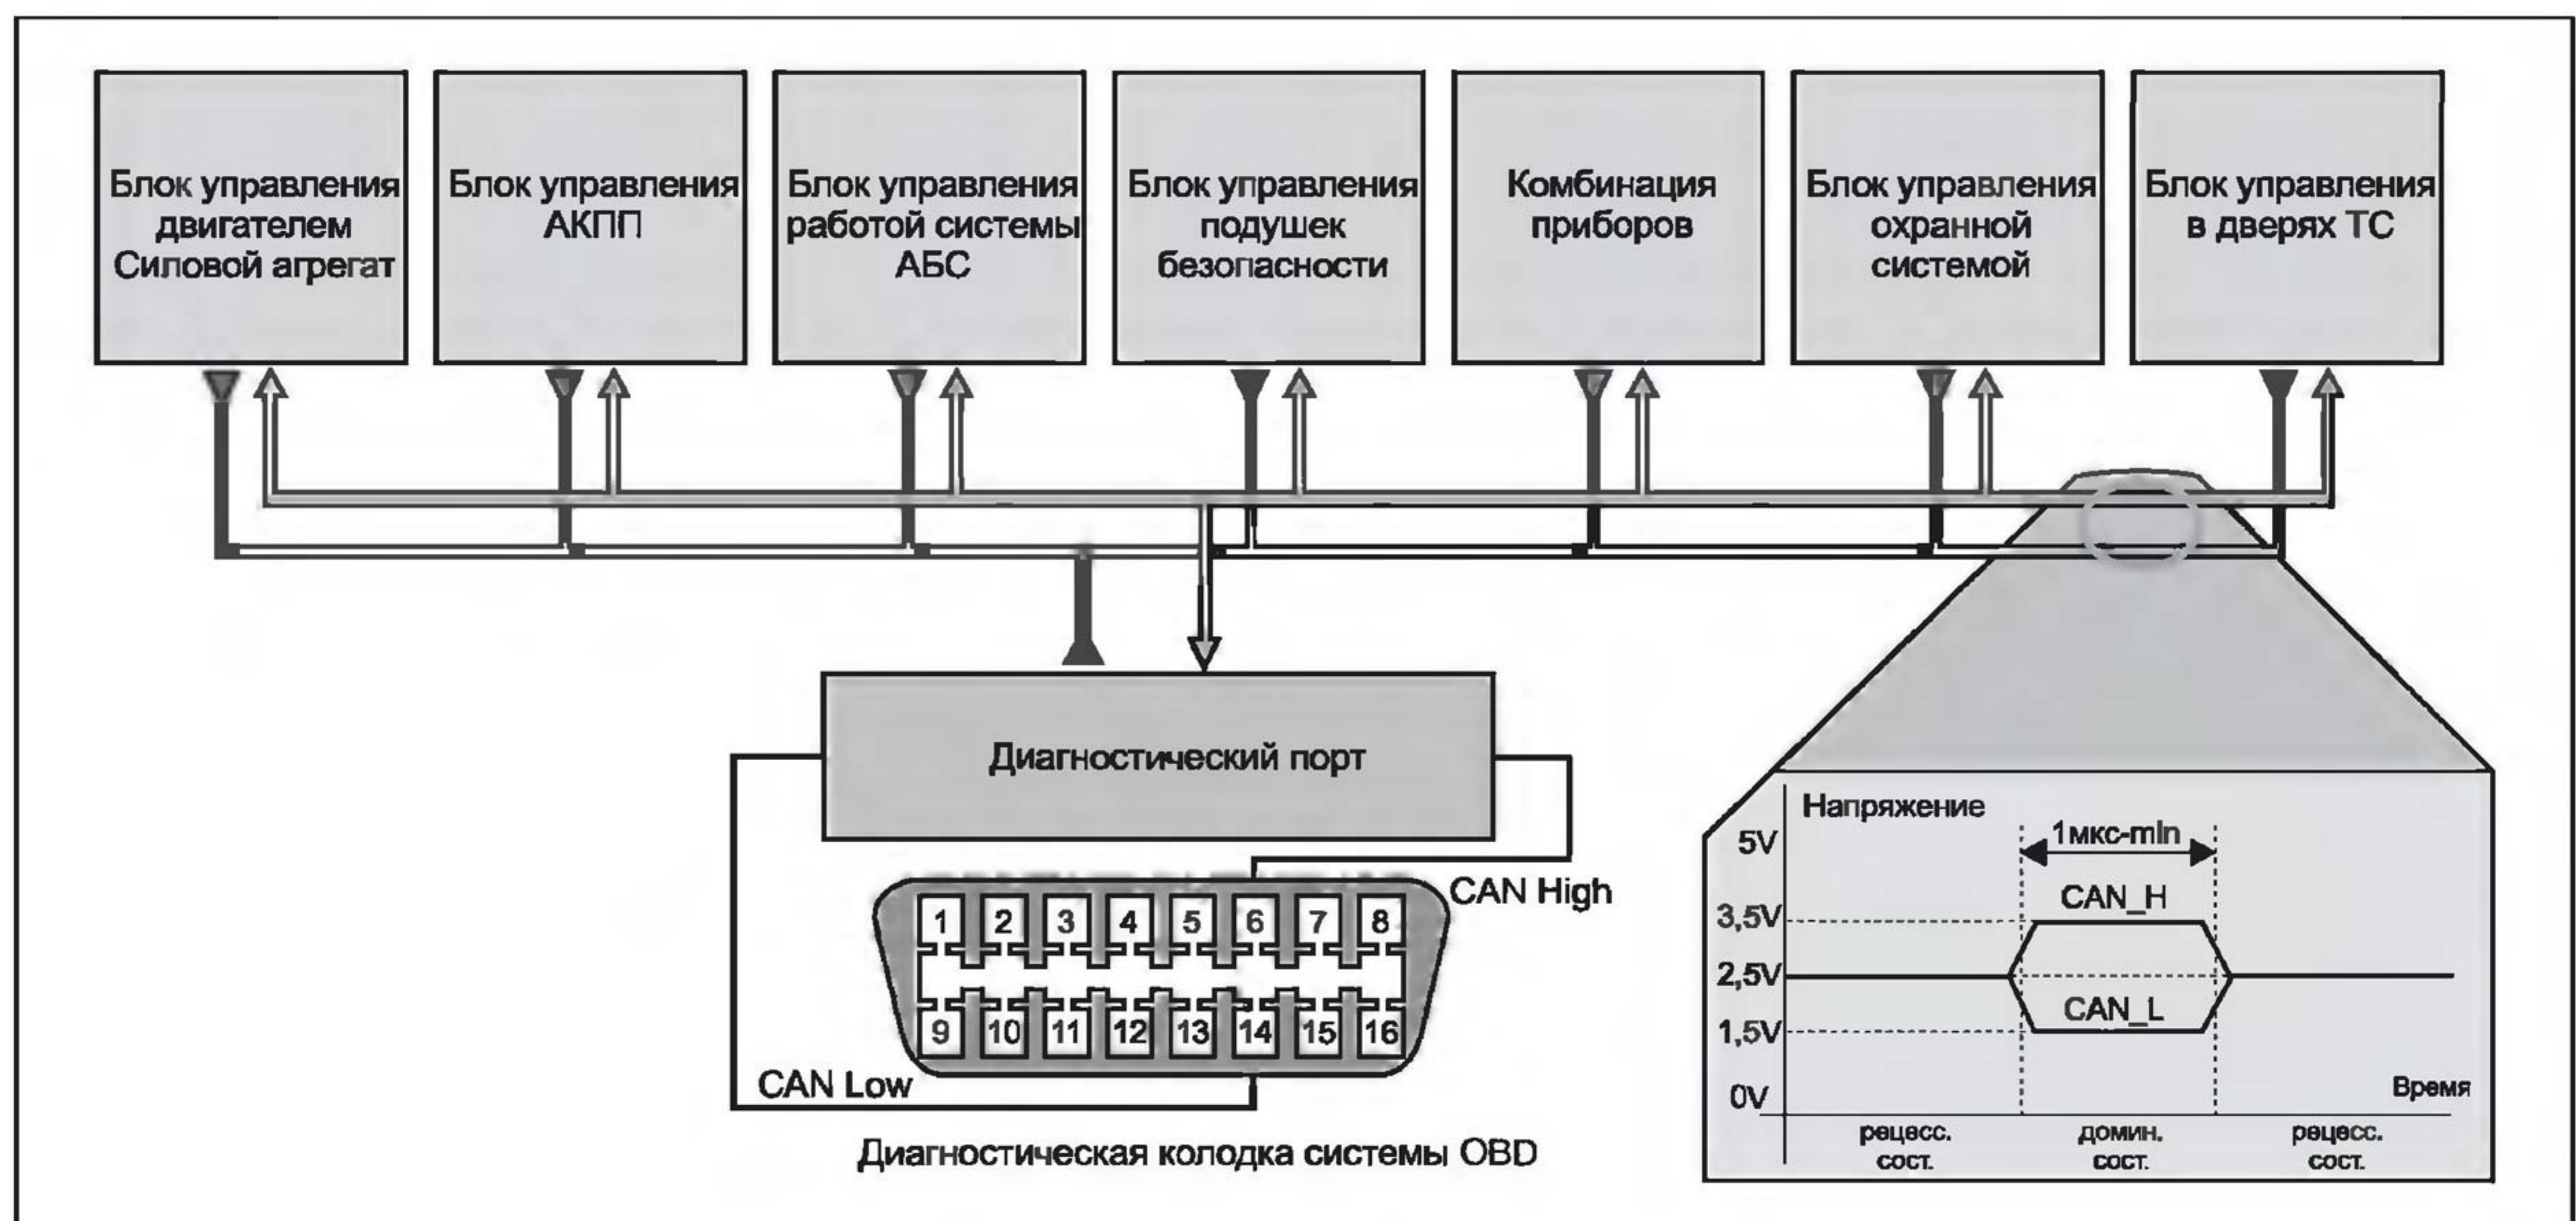 Блок управления
двигателем
Силовой агрегат
Блок управления
АКПП
Блок управления
работой системы
АБС
Блок управления
подушек
безопасности
Комбинация
приборов
Блок управления
охранной
системой
Блок управления
в дверях ТС
Диагностический порт
CAN High
1 2 3 4 5 6 7 8
9 10 11 12 13 14 15 16
CAN Low
Диагностическая колодка системы OBD
Напряжение
5V
1мкс-min
CAN_H
3,5V
2,5V
CAN_L
1,5V
0V
Время
рецесс.
сост.
домин.
сост.
рецесс.
сост.